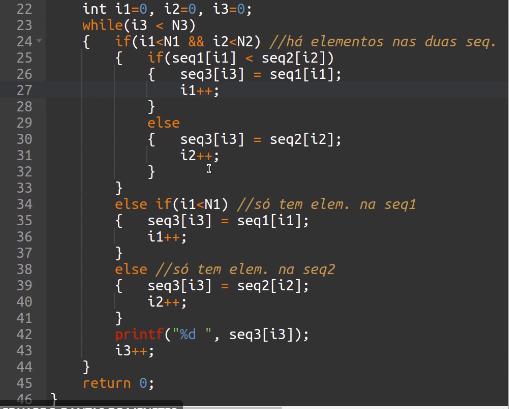 22 int i1=0, i2=0, i3=0;
23 while(i3 < N3)
24 { if(i1<N1 && i2<N2) //há elementos nas duas seq.
25 { if(seq1[i1] < seq2[i2])
26 { seq3[i3] = seq1[i1];
27 i1++;
28 }
29 else
30 { seq3[i3] = seq2[i2];
31 i2++;
32 }
33 }
34 else if(i1<N1) //só tem elem. na seq1
35 { seq3[i3] = seq1[i1];
36 i1++;
37 }
38 else //só tem elem. na seq2
39 { seq3[i3] = seq2[i2];
40 i2++;
41 }
42 printf("%d ", seq3[i3]);
43 i3++;
44 }
45 return 0;
46 }